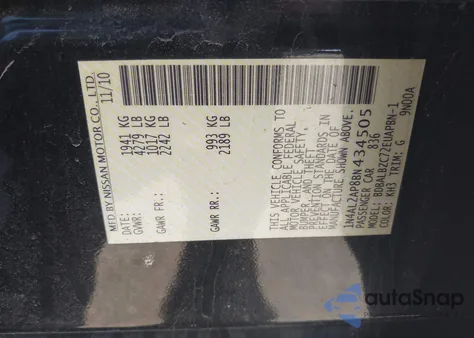 MFD BY NISSAN MOTOR CO., LTD.
11/10
GVWR: 1941 KG
4279 LB
GAWR FR.: 1017 KG
2242 LB
GAWR RR.: 993 KG
2189 LB
THIS VEHICLE CONFORMS TO
ALL APPLICABLE FEDERAL
MOTOR VEHICLE SAFETY,
BUMPER, AND THEFT
PREVENTION STANDARDS IN
EFFECT ON THE DATE OF
MANUFACTURE SHOWN ABOVE.
1N4AL2AP8BN434505
PASSENGER CAR 836
MODEL:
COLOR: KH3 TRIM: G 9N00A
autoSnap